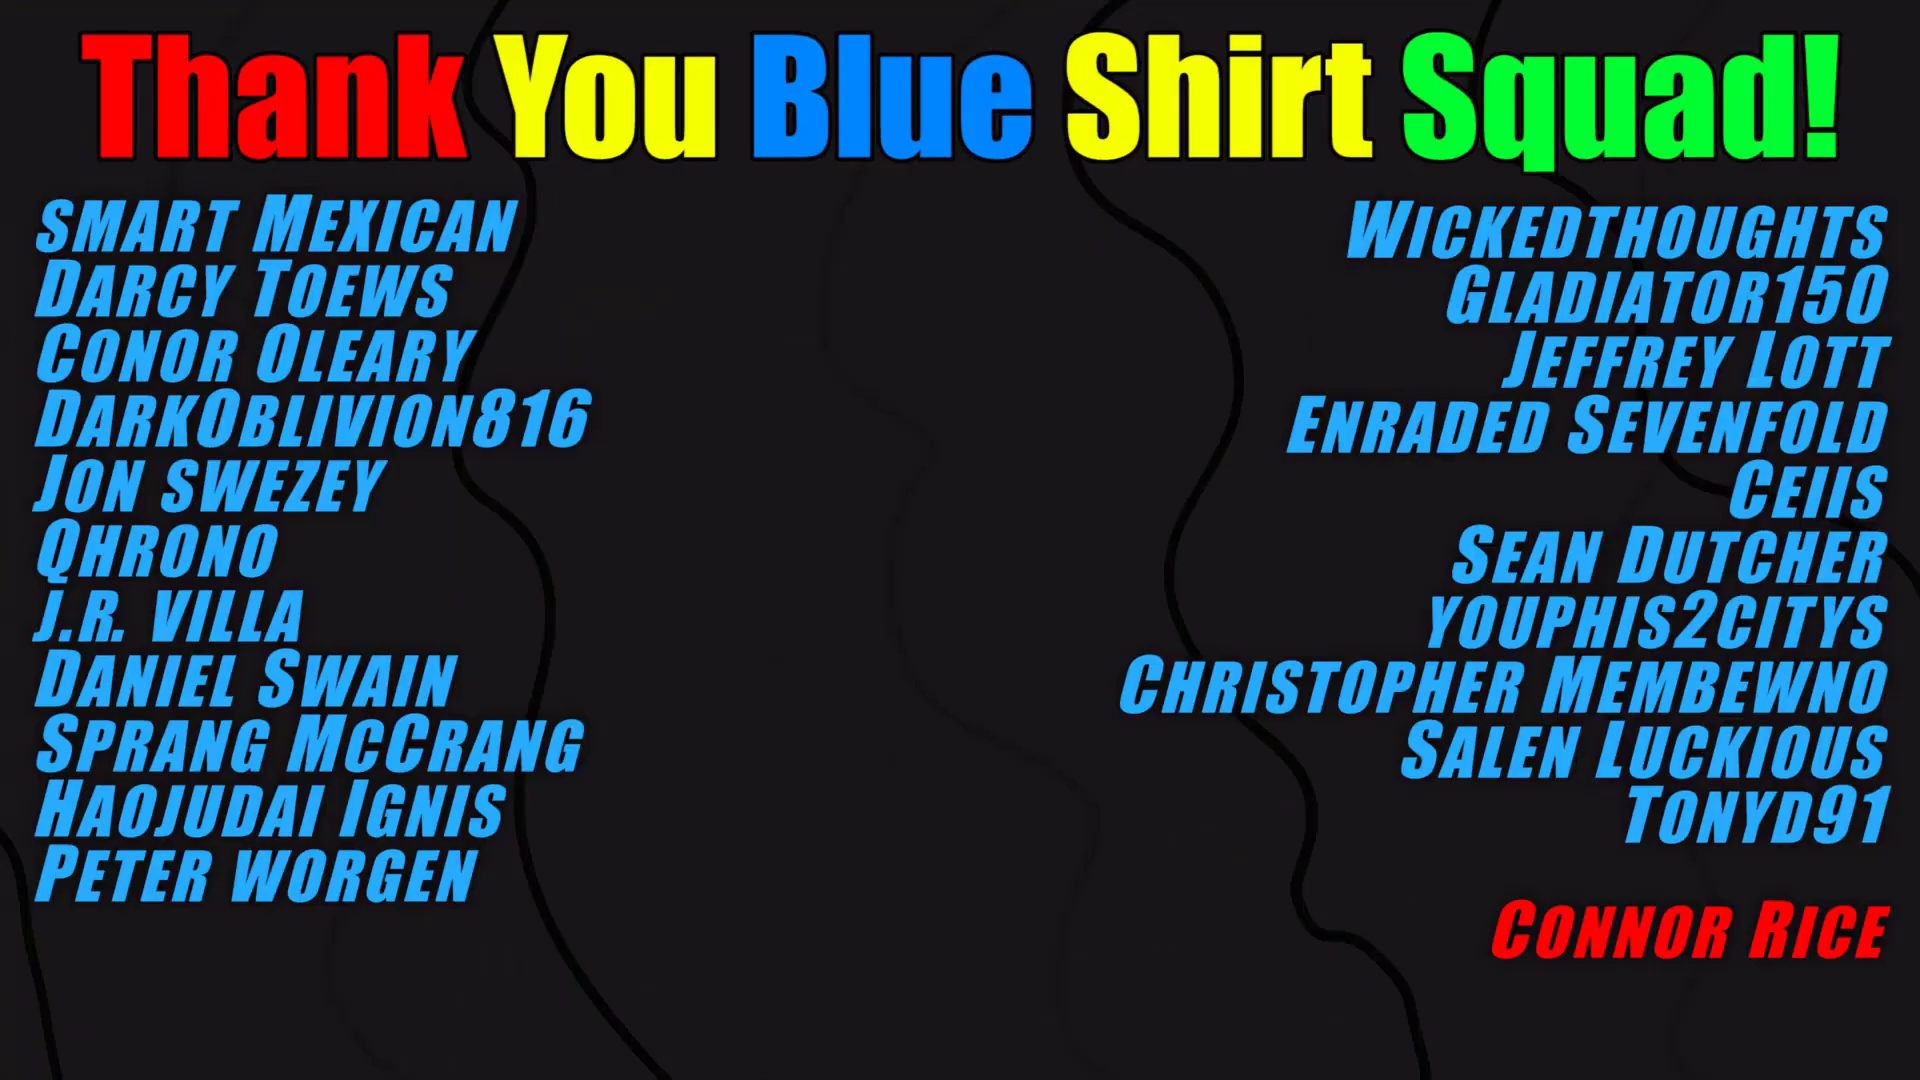 Thank You Blue Shirt Squad!
smart Mexican
Darcy Toews
Conor Oleary
DarkOblivion816
Jon swezey
Qhrono
j.r. villa
Daniel Swain
Sprang McCrang
Haojudai Ignis
Peter worgen
Wickedthoughts
Gladiator150
Jeffrey Lott
Enraded Sevenfold
Ceiis
Sean Dutcher
youphis2citys
Christopher Membewno
Salen Luckious
Tonyd91
Connor Rice